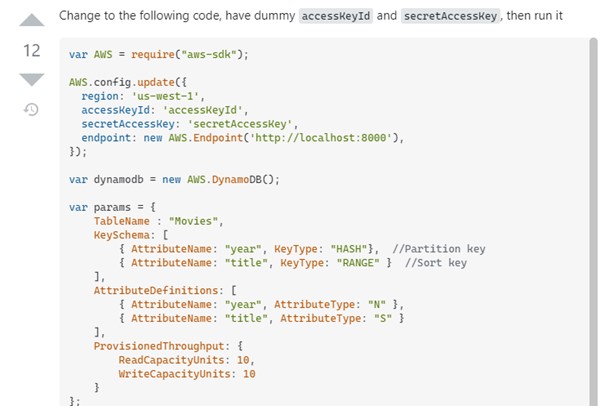 Change to the following code, have dummy accessKeyId and secretAccessKey, then run it
12
var AWS = require("aws-sdk");
AWS.config.update({
  region: 'us-west-1',
  accessKeyId: 'accessKeyId',
  secretAccessKey: 'secretAccessKey',
  endpoint: new AWS.Endpoint('http://localhost:8000'),
});
var dynamodb = new AWS.DynamoDB();
var params = {
    TableName : "Movies",
    KeySchema: [
        { AttributeName: "year", KeyType: "HASH"},  //Partition key
        { AttributeName: "title", KeyType: "RANGE" }  //Sort key
    ],
    AttributeDefinitions: [
        { AttributeName: "year", AttributeType: "N" },
        { AttributeName: "title", AttributeType: "S" }
    ],
    ProvisionedThroughput: {
        ReadCapacityUnits: 10,
        WriteCapacityUnits: 10
    }
};